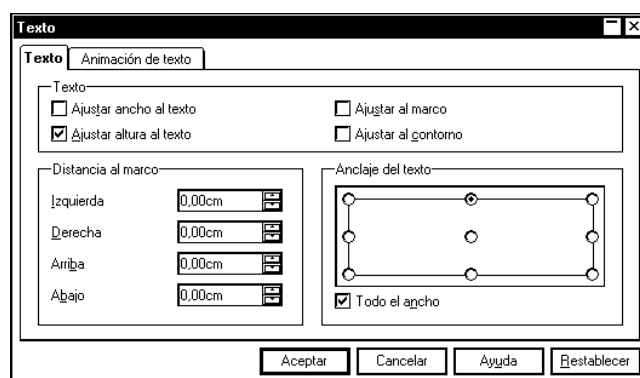 Texto
Texto Animación de texto
Texto
Ajustar ancho al texto Ajustar al marco
Ajustar altura al texto Ajustar al contorno
Distancia al marco Anclaje del texto
Izquierda 0,00cm
Derecha 0,00cm
Arriba 0,00cm
Abajo 0,00cm
Todo el ancho
Aceptar Cancelar Ayuda Restablecer